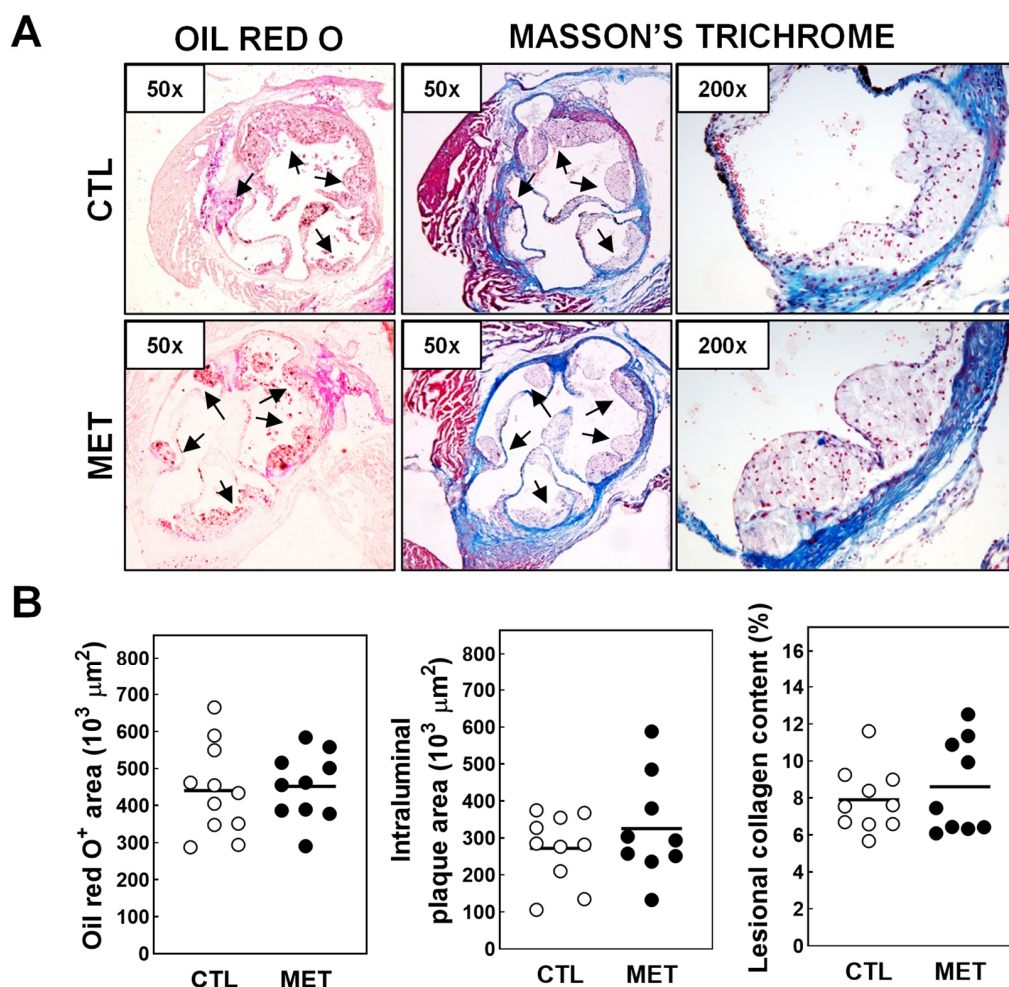 A
OIL RED O
MASSON'S TRICHROME
CTL
50x
50x
200x
MET
50x
50x
200x
B
Oil red O⁺ area (10³ μm²)
800
700
600
500
400
300
200
100
0
CTL
MET
Intraluminal
plaque area (10³ μm²)
800
700
600
500
400
300
200
100
0
CTL
MET
Lesional collagen content (%)
16
14
12
10
8
6
4
2
0
CTL
MET